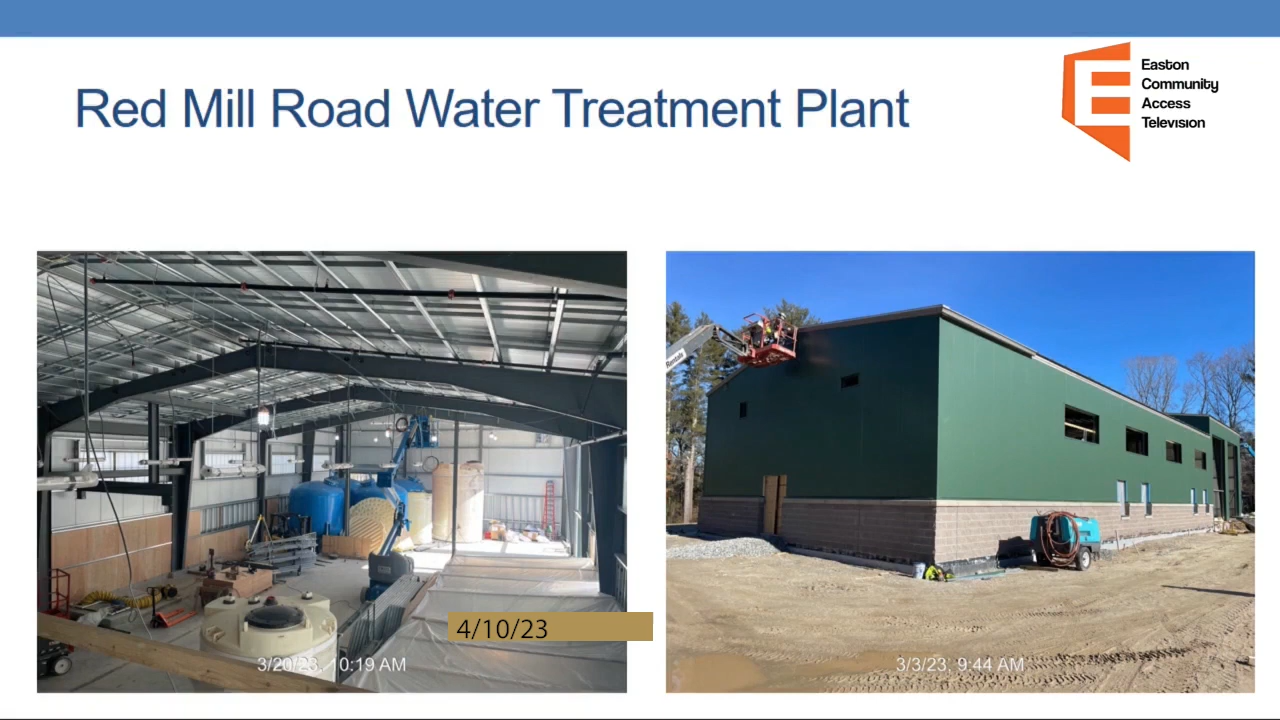 Red Mill Road Water Treatment Plant
Easton
Community
Access
Television
Rentals
4/10/23
3/20/23, 10:19 AM
3/3/23, 9:44 AM